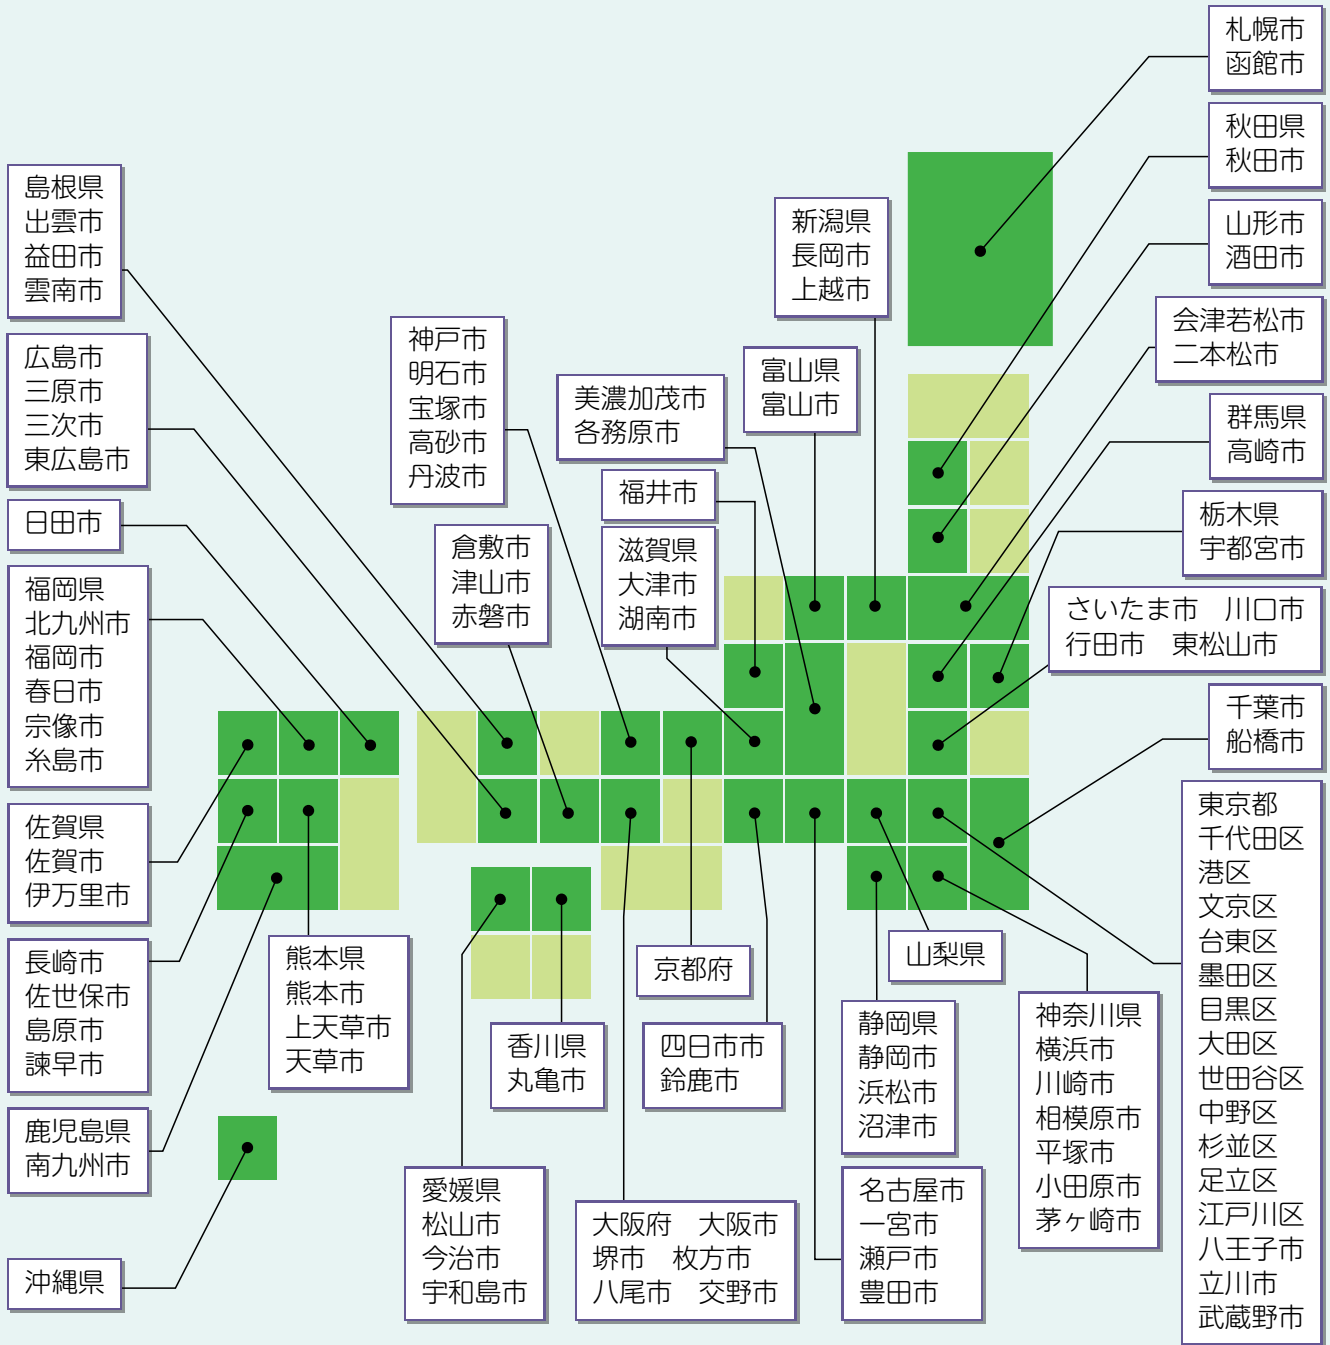 札幌市
函館市
秋田県
秋田市
山形市
酒田市
会津若松市
二本松市
群馬県
高崎市
栃木県
宇都宮市
さいたま市　川口市
行田市　東松山市
千葉市
船橋市
東京都
千代田区
港区
文京区
台東区
墨田区
目黒区
大田区
世田谷区
中野区
杉並区
足立区
江戸川区
八王子市
立川市
武蔵野市
神奈川県
横浜市
川崎市
相模原市
平塚市
小田原市
茅ヶ崎市
新潟県
長岡市
上越市
富山県
富山市
美濃加茂市
各務原市
福井市
滋賀県
大津市
湖南市
山梨県
静岡県
静岡市
浜松市
沼津市
名古屋市
一宮市
瀬戸市
豊田市
四日市市
鈴鹿市
京都府
大阪府　大阪市
堺市　枚方市
八尾市　交野市
神戸市
明石市
宝塚市
高砂市
丹波市
倉敷市
津山市
赤磐市
島根県
出雲市
益田市
雲南市
広島市
三原市
三次市
東広島市
香川県
丸亀市
愛媛県
松山市
今治市
宇和島市
日田市
福岡県
北九州市
福岡市
春日市
宗像市
糸島市
佐賀県
佐賀市
伊万里市
長崎市
佐世保市
島原市
諫早市
熊本県
熊本市
上天草市
天草市
鹿児島県
南九州市
沖縄県